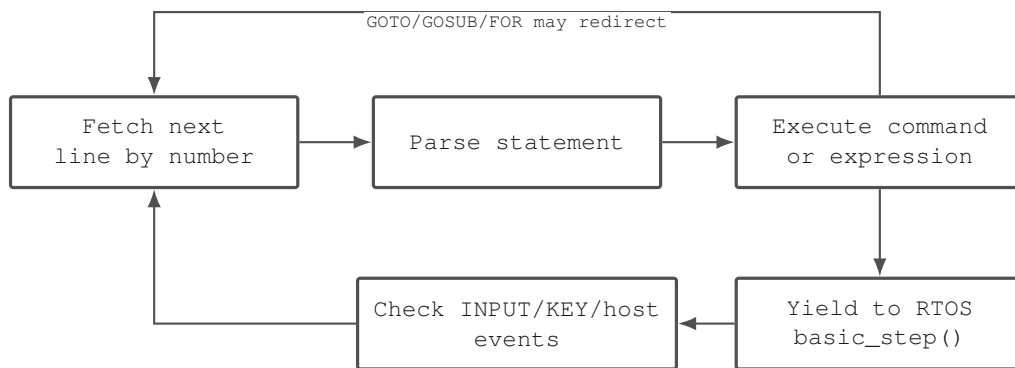 GOTO/GOSUB/FOR may redirect
Fetch next
line by number
Parse statement
Execute command
or expression
Check INPUT/KEY/host
events
Yield to RTOS
basic_step()